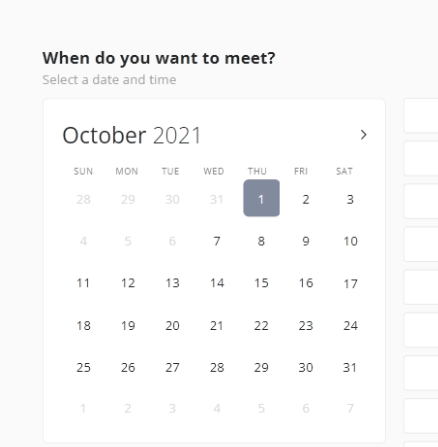 When do you want to meet?
Select a date and time
October 2021
SUN MON TUE WED THU FRI SAT
28 29 30 31 1 2 3
4 5 6 7 8 9 10
11 12 13 14 15 16 17
18 19 20 21 22 23 24
25 26 27 28 29 30 31
1 2 3 4 5 6 7